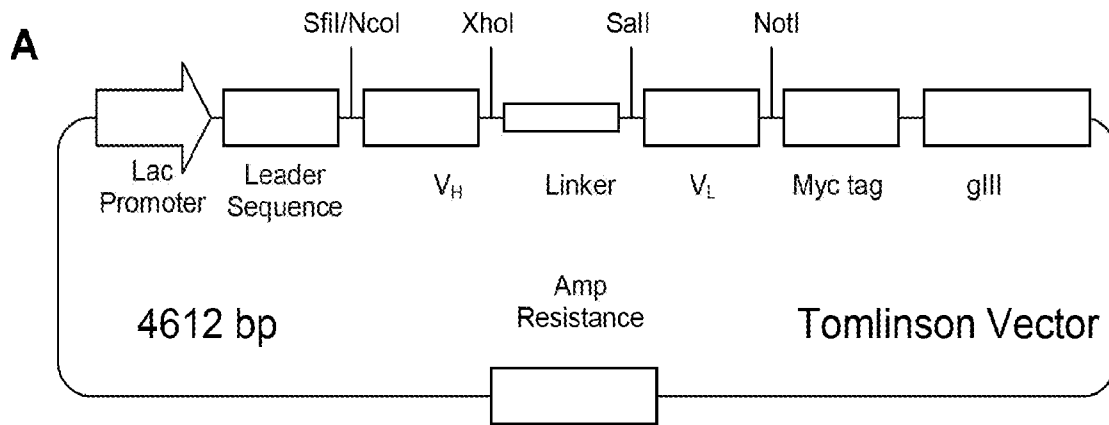 A
SfiI/NcoI
XhoI
SalI
NotI
Lac
Promoter
Leader
Sequence
VH
Linker
VL
Myc tag
gIII
4612 bp
Amp
Resistance
Tomlinson Vector